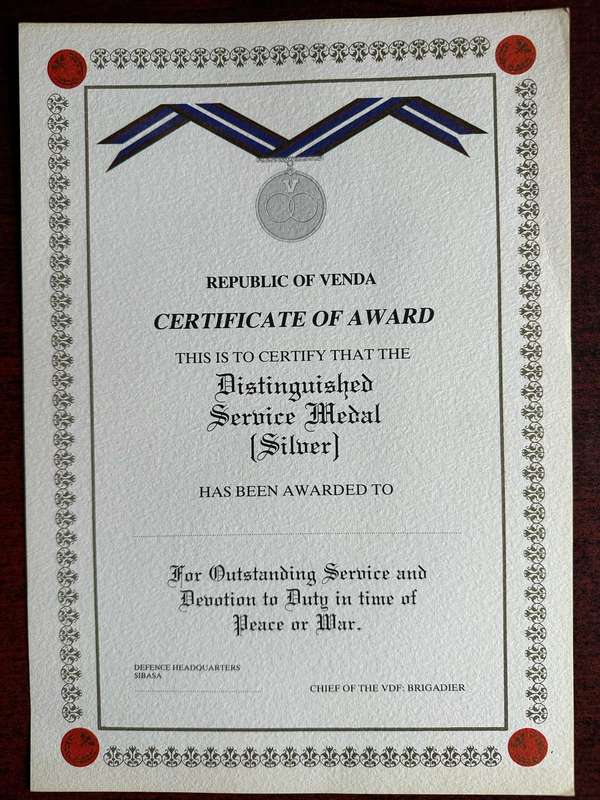 V
REPUBLIC OF VENDA
CERTIFICATE OF AWARD
THIS IS TO CERTIFY THAT THE
Distinguished
Service Medal
(Silver)
HAS BEEN AWARDED TO
For Outstanding Service and
Devotion to Duty in time of
Peace or War.
DEFENCE HEADQUARTERS
SIBASA
CHIEF OF THE VDF: BRIGADIER